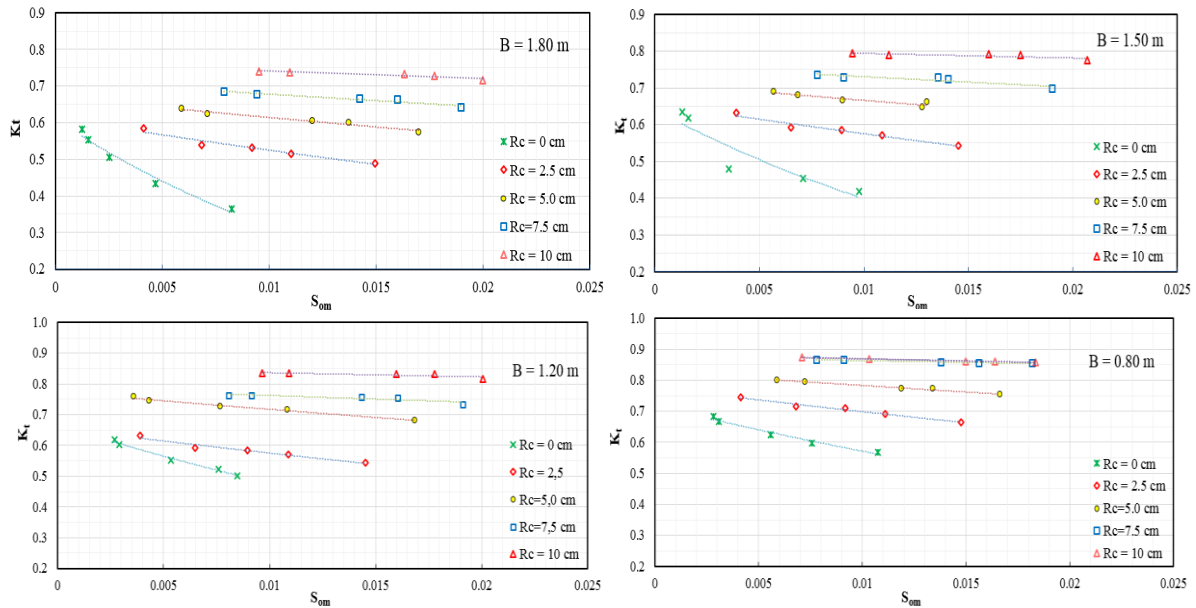 0.9
0.8
0.7
0.6
0.5
0.4
0.3
0.2
Kt
B = 1.80 m
Rc = 0 cm
Rc = 2.5 cm
Rc = 5.0 cm
Rc=7.5 cm
Rc = 10 cm
0 0.005 0.01 0.015 0.02 0.025
Som
0.9
0.8
0.7
0.6
0.5
0.4
0.3
0.2
Kt
B = 1.50 m
Rc = 0 cm
Rc = 2.5 cm
Rc = 5.0 cm
Rc = 7.5 cm
Rc = 10 cm
0 0.005 0.01 0.015 0.02 0.025
Som
1.0
0.9
0.8
0.7
0.6
0.5
0.4
0.3
0.2
Kt
B = 1.20 m
Rc = 0 cm
Rc = 2,5
Rc=5,0 cm
Rc=7,5 cm
Rc = 10 cm
0 0.005 0.01 0.015 0.02 0.025
Som
1.0
0.9
0.8
0.7
0.6
0.5
0.4
0.3
0.2
Kt
B = 0.80 m
Rc = 0 cm
Rc = 2.5 cm
Rc=5.0 cm
Rc=7.5 cm
Rc = 10 cm
0 0.005 0.01 0.015 0.02 0.025
Som